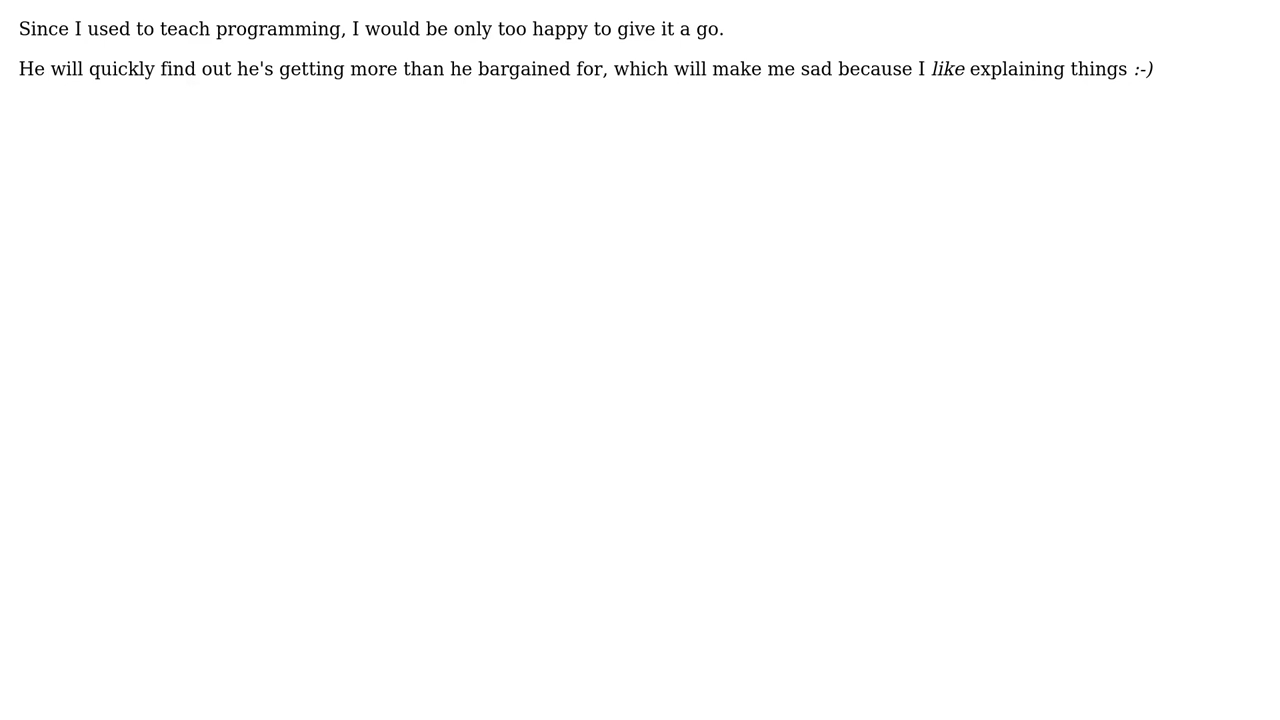 Since I used to teach programming, I would be only too happy to give it a go.
He will quickly find out he's getting more than he bargained for, which will make me sad because I like explaining things :-)